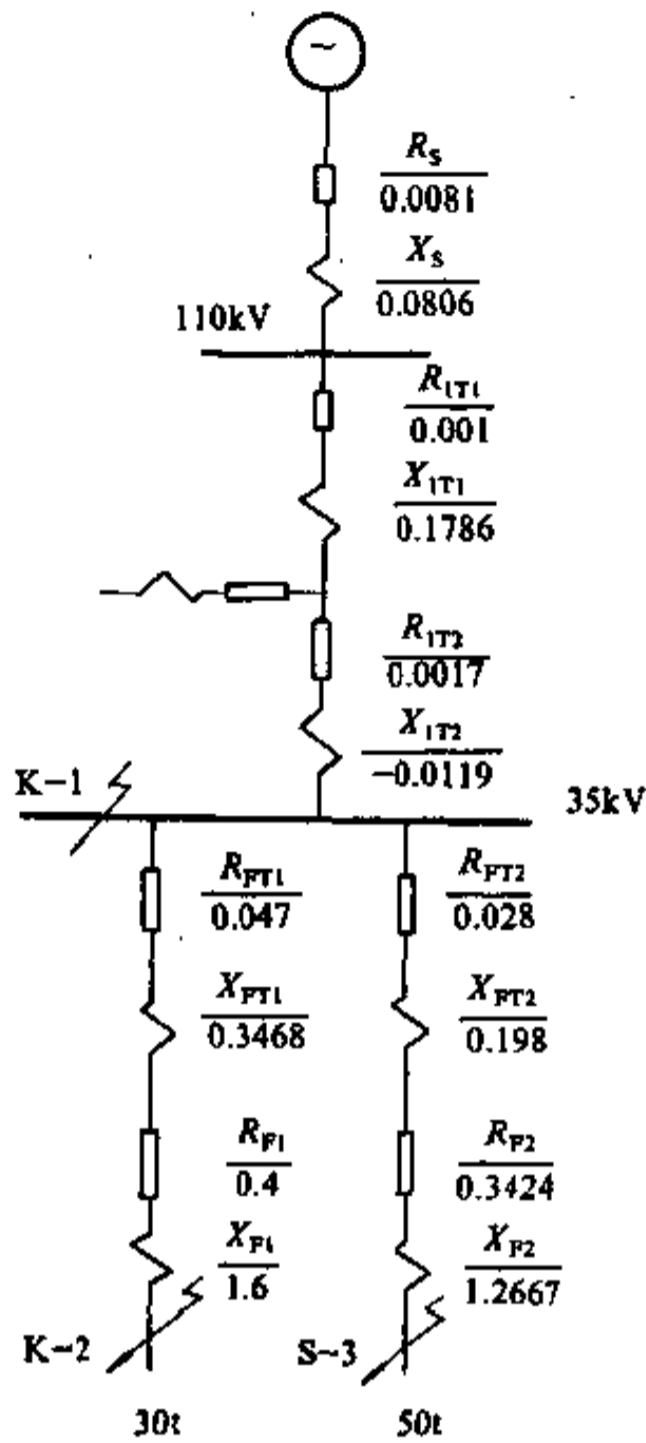 ~
R_S
0.0081
X_S
0.0806
110kV
R_1T1
0.001
X_1T1
0.1786
R_1T2
0.0017
X_1T2
-0.0119
K-1
35kV
R_FT1
0.047
R_FT2
0.028
X_FT1
0.3468
X_FT2
0.198
R_F1
0.4
R_F2
0.3424
X_F1
1.6
X_F2
1.2667
K-2
S~3
30t
50t